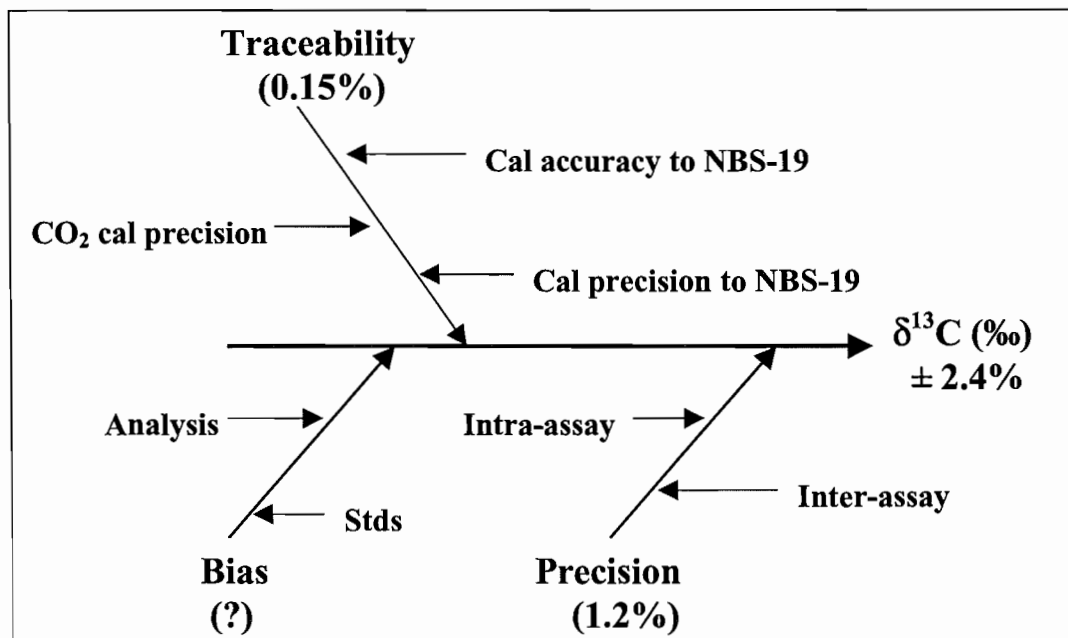 Traceability
(0.15%)
Cal accuracy to NBS-19
CO₂ cal precision
Cal precision to NBS-19
δ¹³C (‰)
± 2.4%
Analysis
Intra-assay
Inter-assay
Stds
Bias
(?)
Precision
(1.2%)